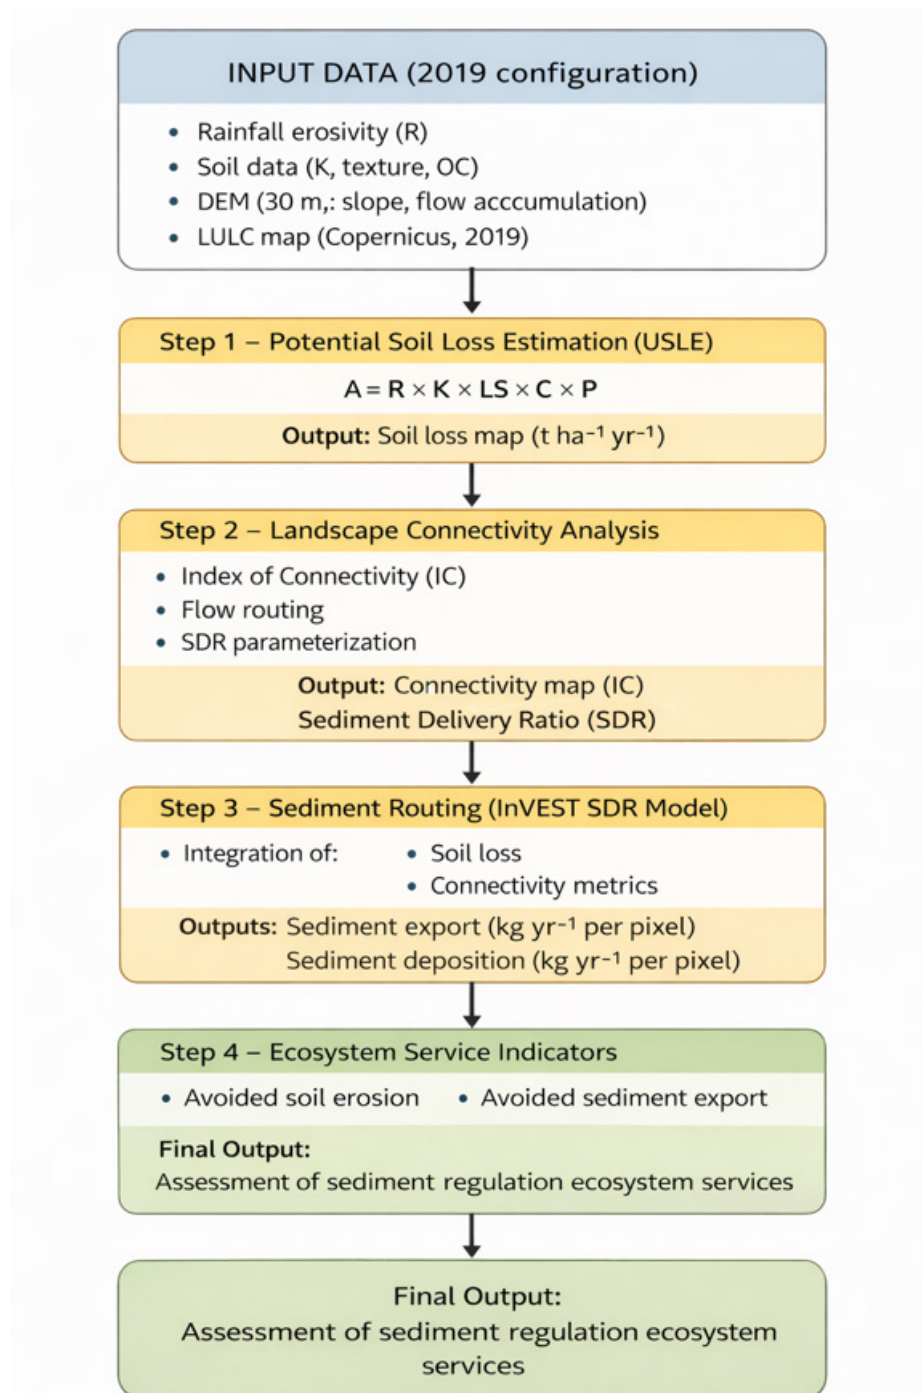 INPUT DATA (2019 configuration)
• Rainfall erosivity (R)
• Soil data (K, texture, OC)
• DEM (30 m,: slope, flow acccumulation)
• LULC map (Copernicus, 2019)
Step 1 – Potential Soil Loss Estimation (USLE)
A = R × K × LS × C × P
Output: Soil loss map (t ha⁻¹ yr⁻¹)
Step 2 – Landscape Connectivity Analysis
• Index of Connectivity (IC)
• Flow routing
• SDR parameterization
Output: Connectivity map (IC)
Sediment Delivery Ratio (SDR)
Step 3 – Sediment Routing (InVEST SDR Model)
• Integration of: • Soil loss
• Connectivity metrics
Outputs: Sediment export (kg yr⁻¹ per pixel)
Sediment deposition (kg yr⁻¹ per pixel)
Step 4 – Ecosystem Service Indicators
• Avoided soil erosion • Avoided sediment export
Final Output:
Assessment of sediment regulation ecosystem services
Final Output:
Assessment of sediment regulation ecosystem
services